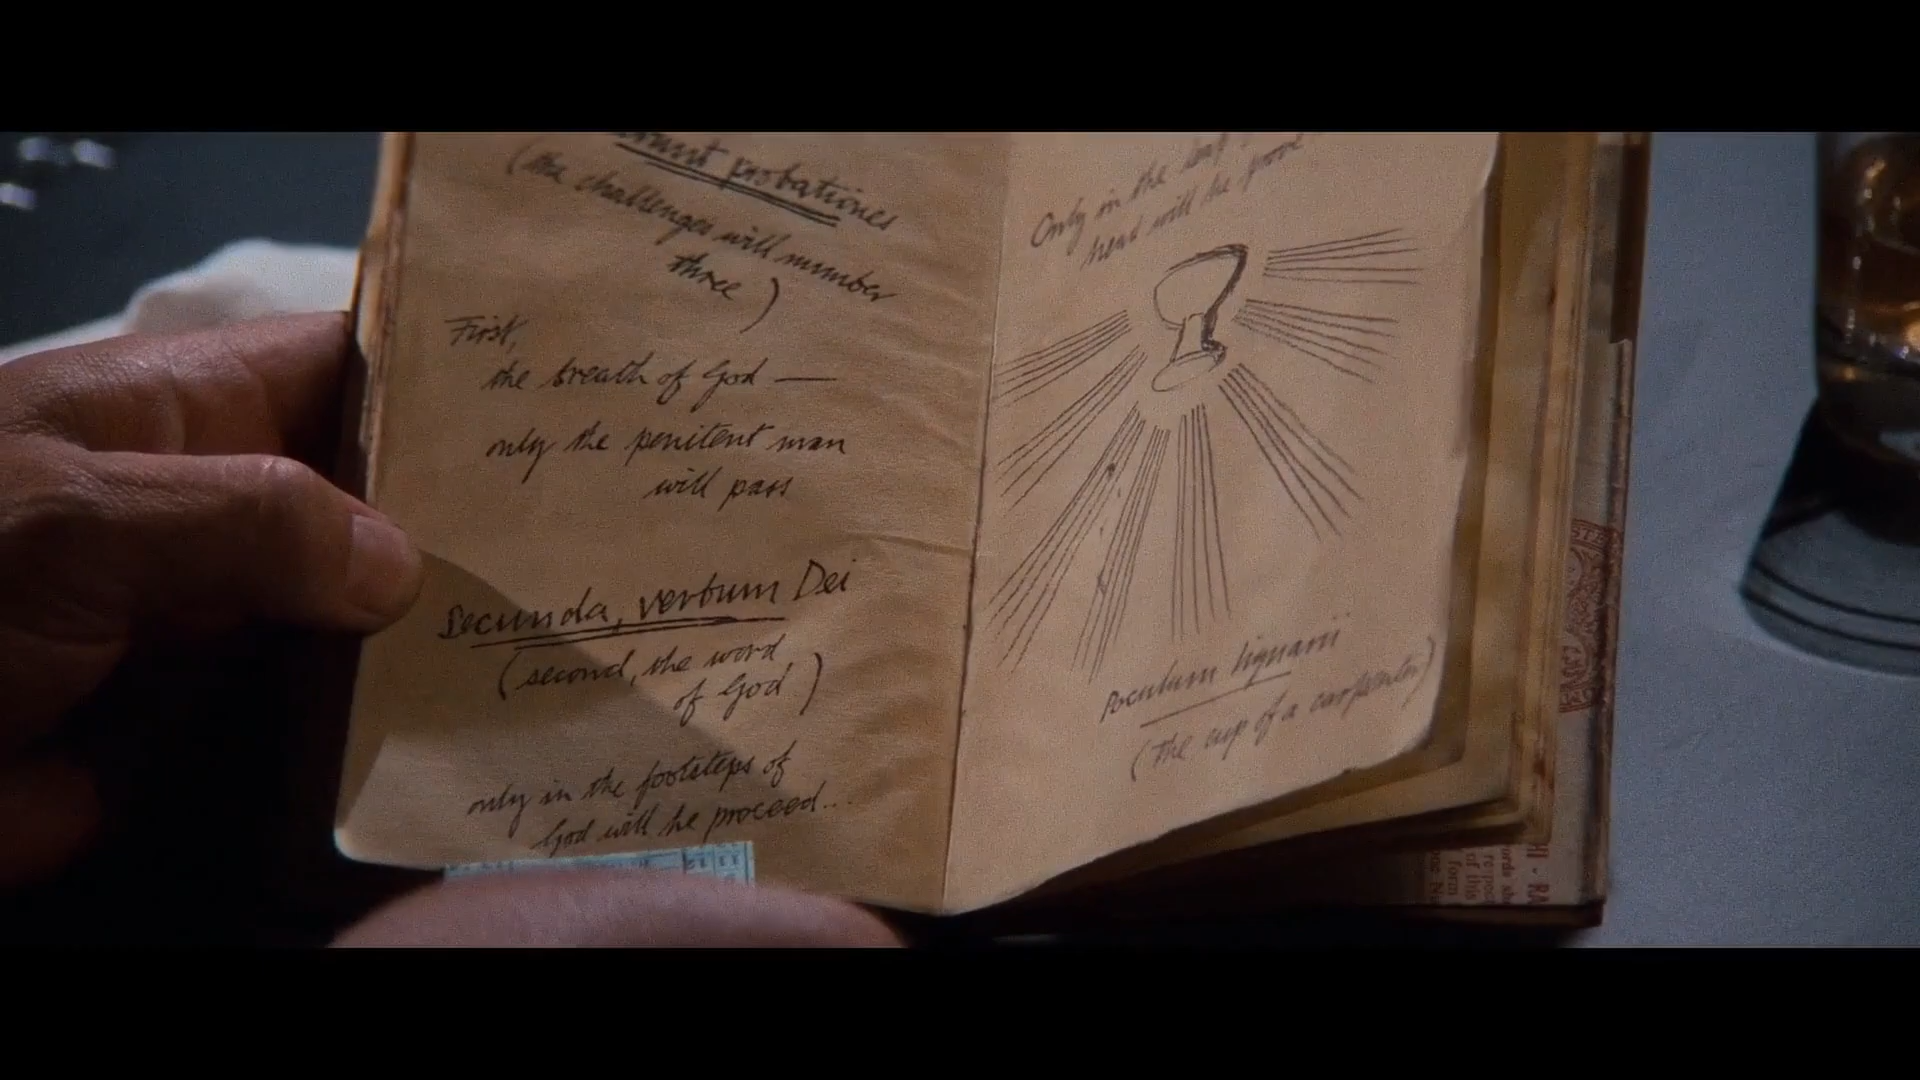 probationes
(the challenges will number
three)
First,
the breath of God —
only the penitent man
will pass
Secunda, verbum Dei
(second, the word
of God)
only in the footsteps of
God will he proceed...
Only in the leap
head will he prove
Poculum lignarii
(The cup of a carpenter)